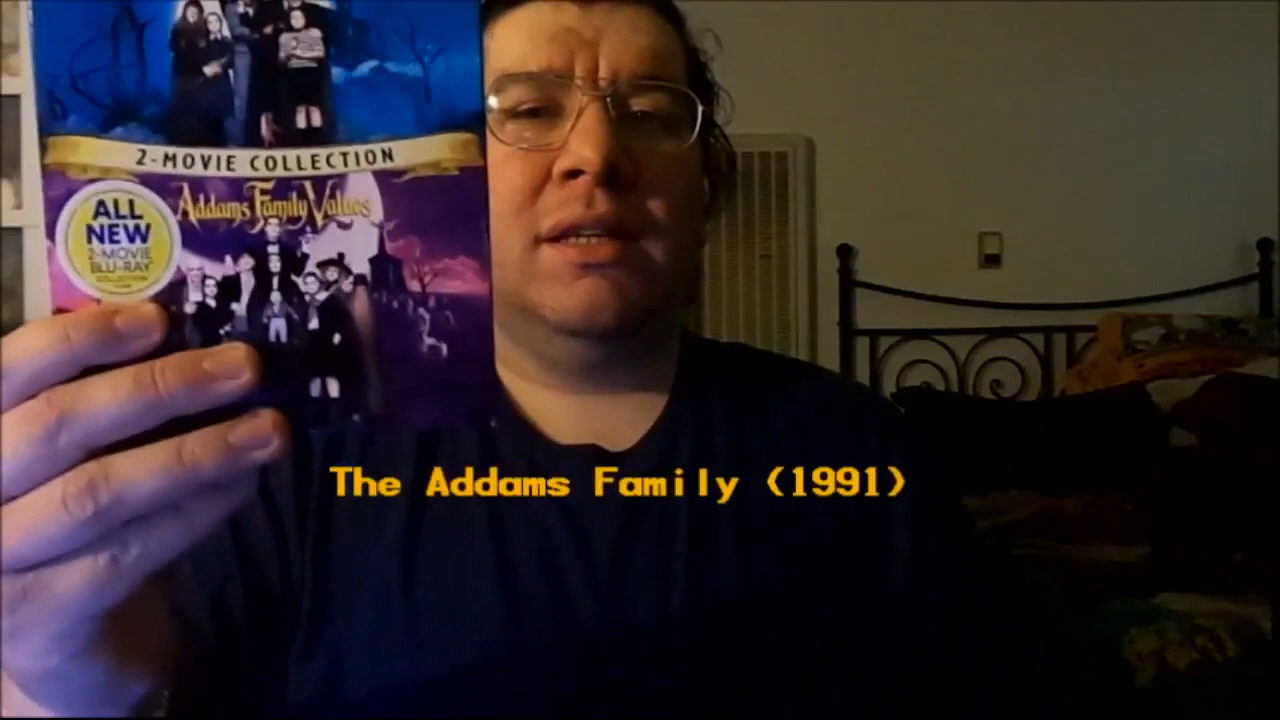 2-MOVIE COLLECTION
Addams Family Values
ALL
NEW
2-MOVIE
BLU-RAY
The Addams Family (1991)